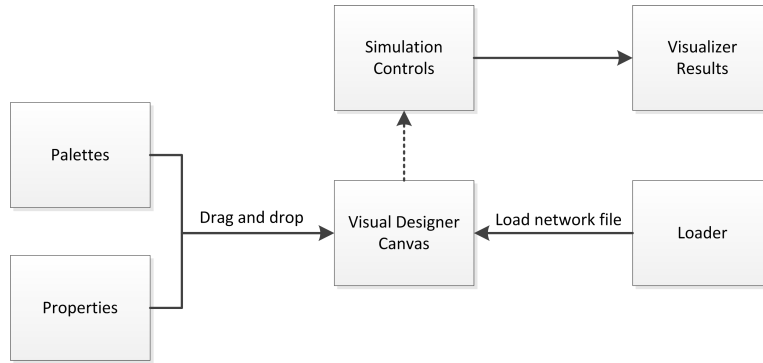 Simulation
Controls
Visualizer
Results
Palettes
Drag and drop
Visual Designer
Canvas
Load network file
Loader
Properties